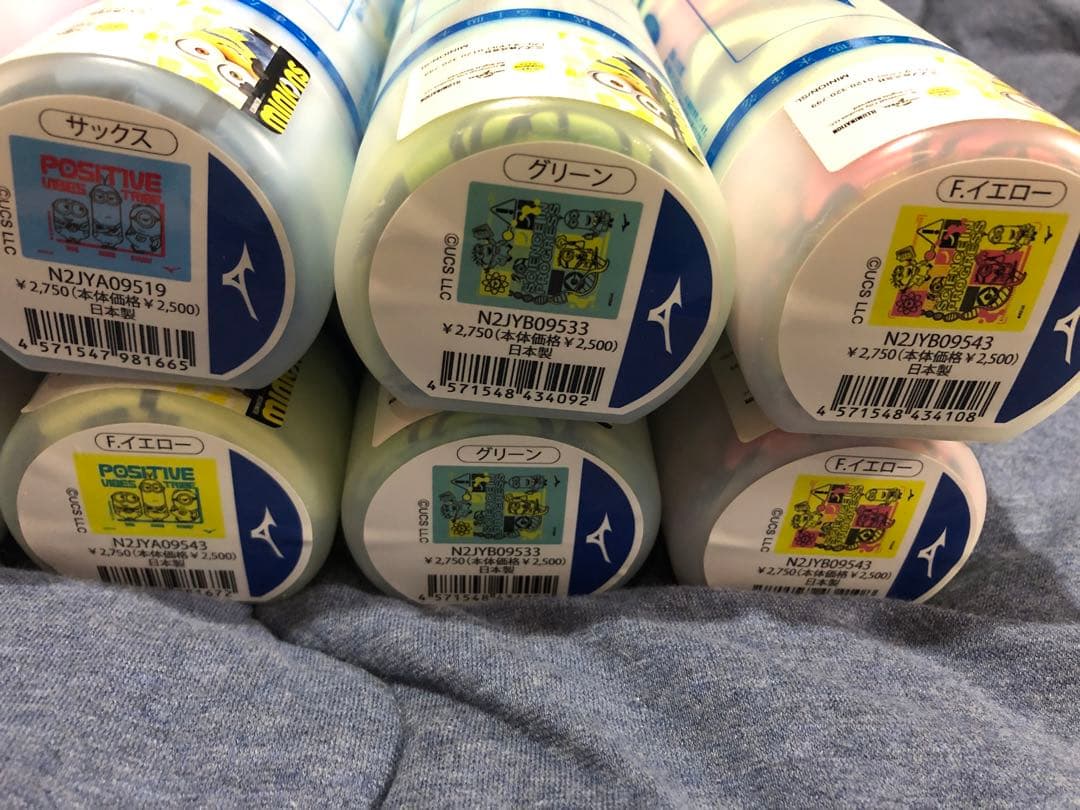 サックス
POSITIVE
VIBES TRIBE
©UCS LLC
N2JYA09519
￥2,750(本体価格￥2,500)
日本製
4 571547 981665
MINIONS
グリーン
©UCS LLC
N2JYB09533
￥2,750(本体価格￥2,500)
日本製
4 571548 434092
ILLUMINATION
MINION/SL
F.イエロー
©UCS LLC
N2JYB09543
￥2,750(本体価格￥2,500)
日本製
4 571548 434108
F.イエロー
POSITIVE
VIBES TRIBE
©UCS LLC
N2JYA09543
￥2,750(本体価格￥2,500)
日本製
グリーン
©UCS LLC
N2JYB09533
￥2,750(本体価格￥2,500)
日本製
F.イエロー
©UCS LLC
N2JYB09543
￥2,750(本体価格￥2,500)
日本製